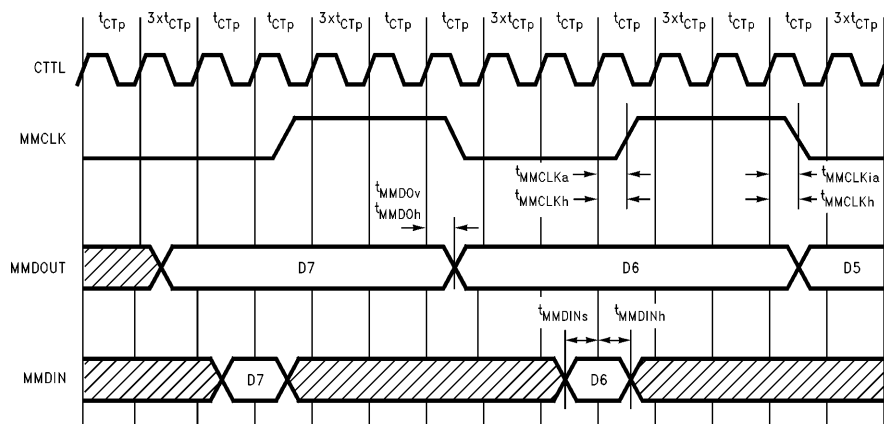 tCTp 3xtCTp tCTp tCTp 3xtCTp tCTp tCTp 3xtCTp tCTp tCTp 3xtCTp tCTp tCTp 3xtCTp
CTTL
MMCLK
tMMCLKa tMMCLKia
tMMDOv
tMMCLKh tMMCLKh
tMMDOh
MMDOUT D7 D6 D5
tMMDINs tMMDINh
MMDIN D7 D6